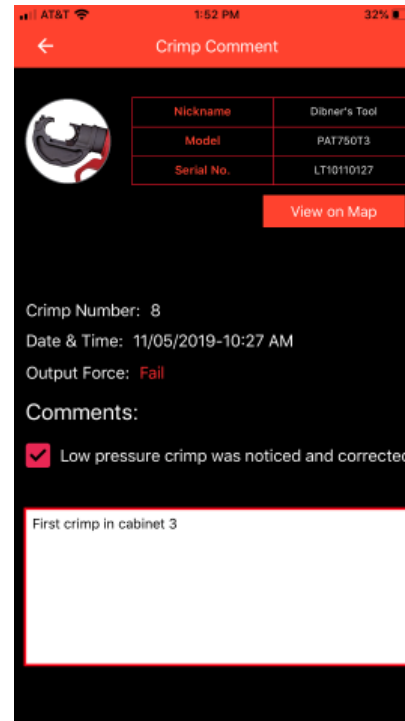 AT&T 1:52 PM 32%
Crimp Comment
Nickname Dibner's Tool
Model PAT750T3
Serial No. LT10110127
View on Map
Crimp Number: 8
Date & Time: 11/05/2019-10:27 AM
Output Force: Fail
Comments:
Low pressure crimp was noticed and corrected
First crimp in cabinet 3